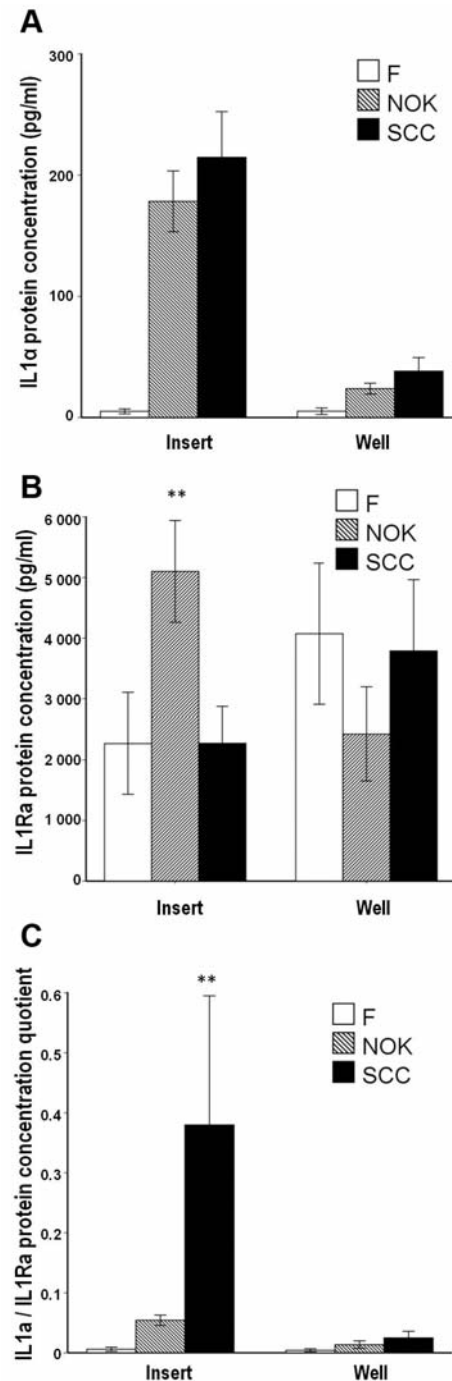 A
IL1α protein concentration (pg/ml)
300
200
100
0
F
NOK
SCC
Insert
Well
B
IL1Ra protein concentration (pg/ml)
6 000
5 000
4 000
3 000
2 000
1 000
0
**
F
NOK
SCC
Insert
Well
C
IL1a / IL1Ra protein concentration quotient
0.6
0.5
0.4
0.3
0.2
0.1
0
**
F
NOK
SCC
Insert
Well